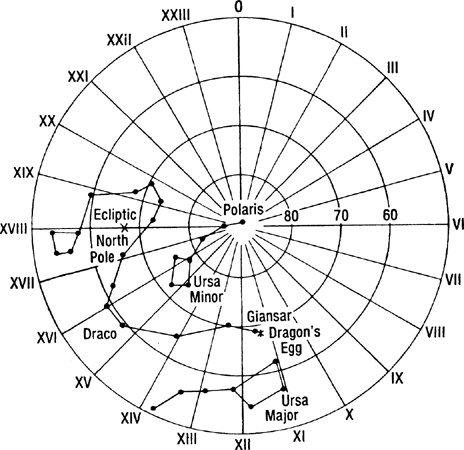 0
XXIII
I
XXii
II
XXI
III
XX
IV
XIX
V
Polaris
80
70
60
Ecliptic
XVIII
VI
North
Pole
XVII
VII
Ursa
Minor
Giansar
Dragon's
Egg
XVI
Draco
VIII
XV
IX
Ursa
Major
XIV
X
XIII
XII
XI